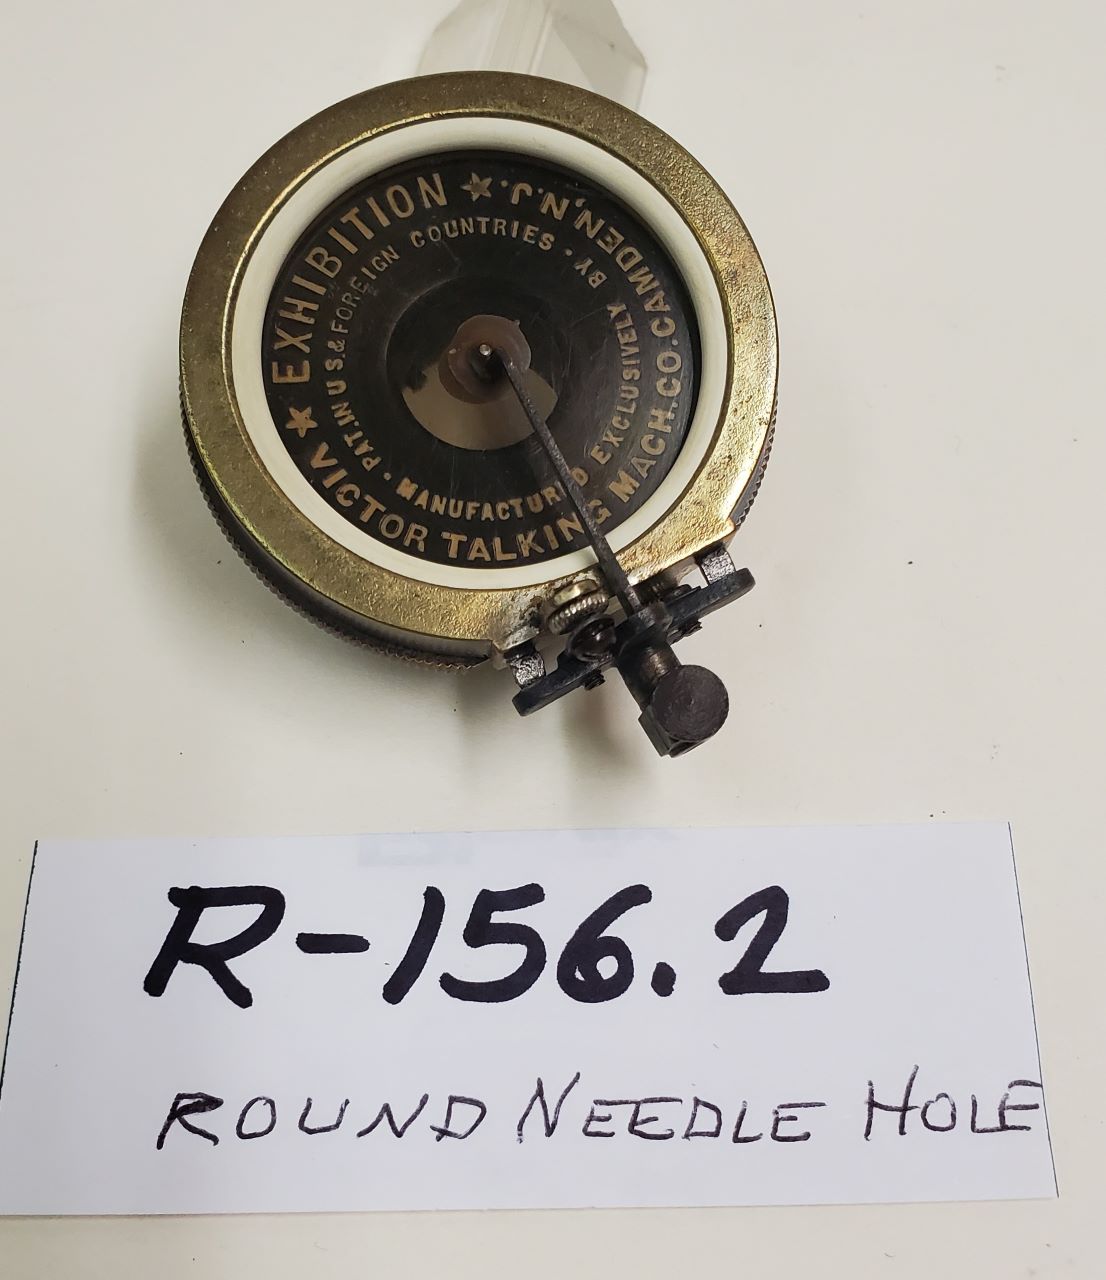 ★ EXHIBITION ★
VICTOR TALKING MACH. CO. CAMDEN, N.J.
PAT. IN U.S. & FOREIGN COUNTRIES.
MANUFACTURED EXCLUSIVELY BY
R-156.2
ROUND NEEDLE HOLE